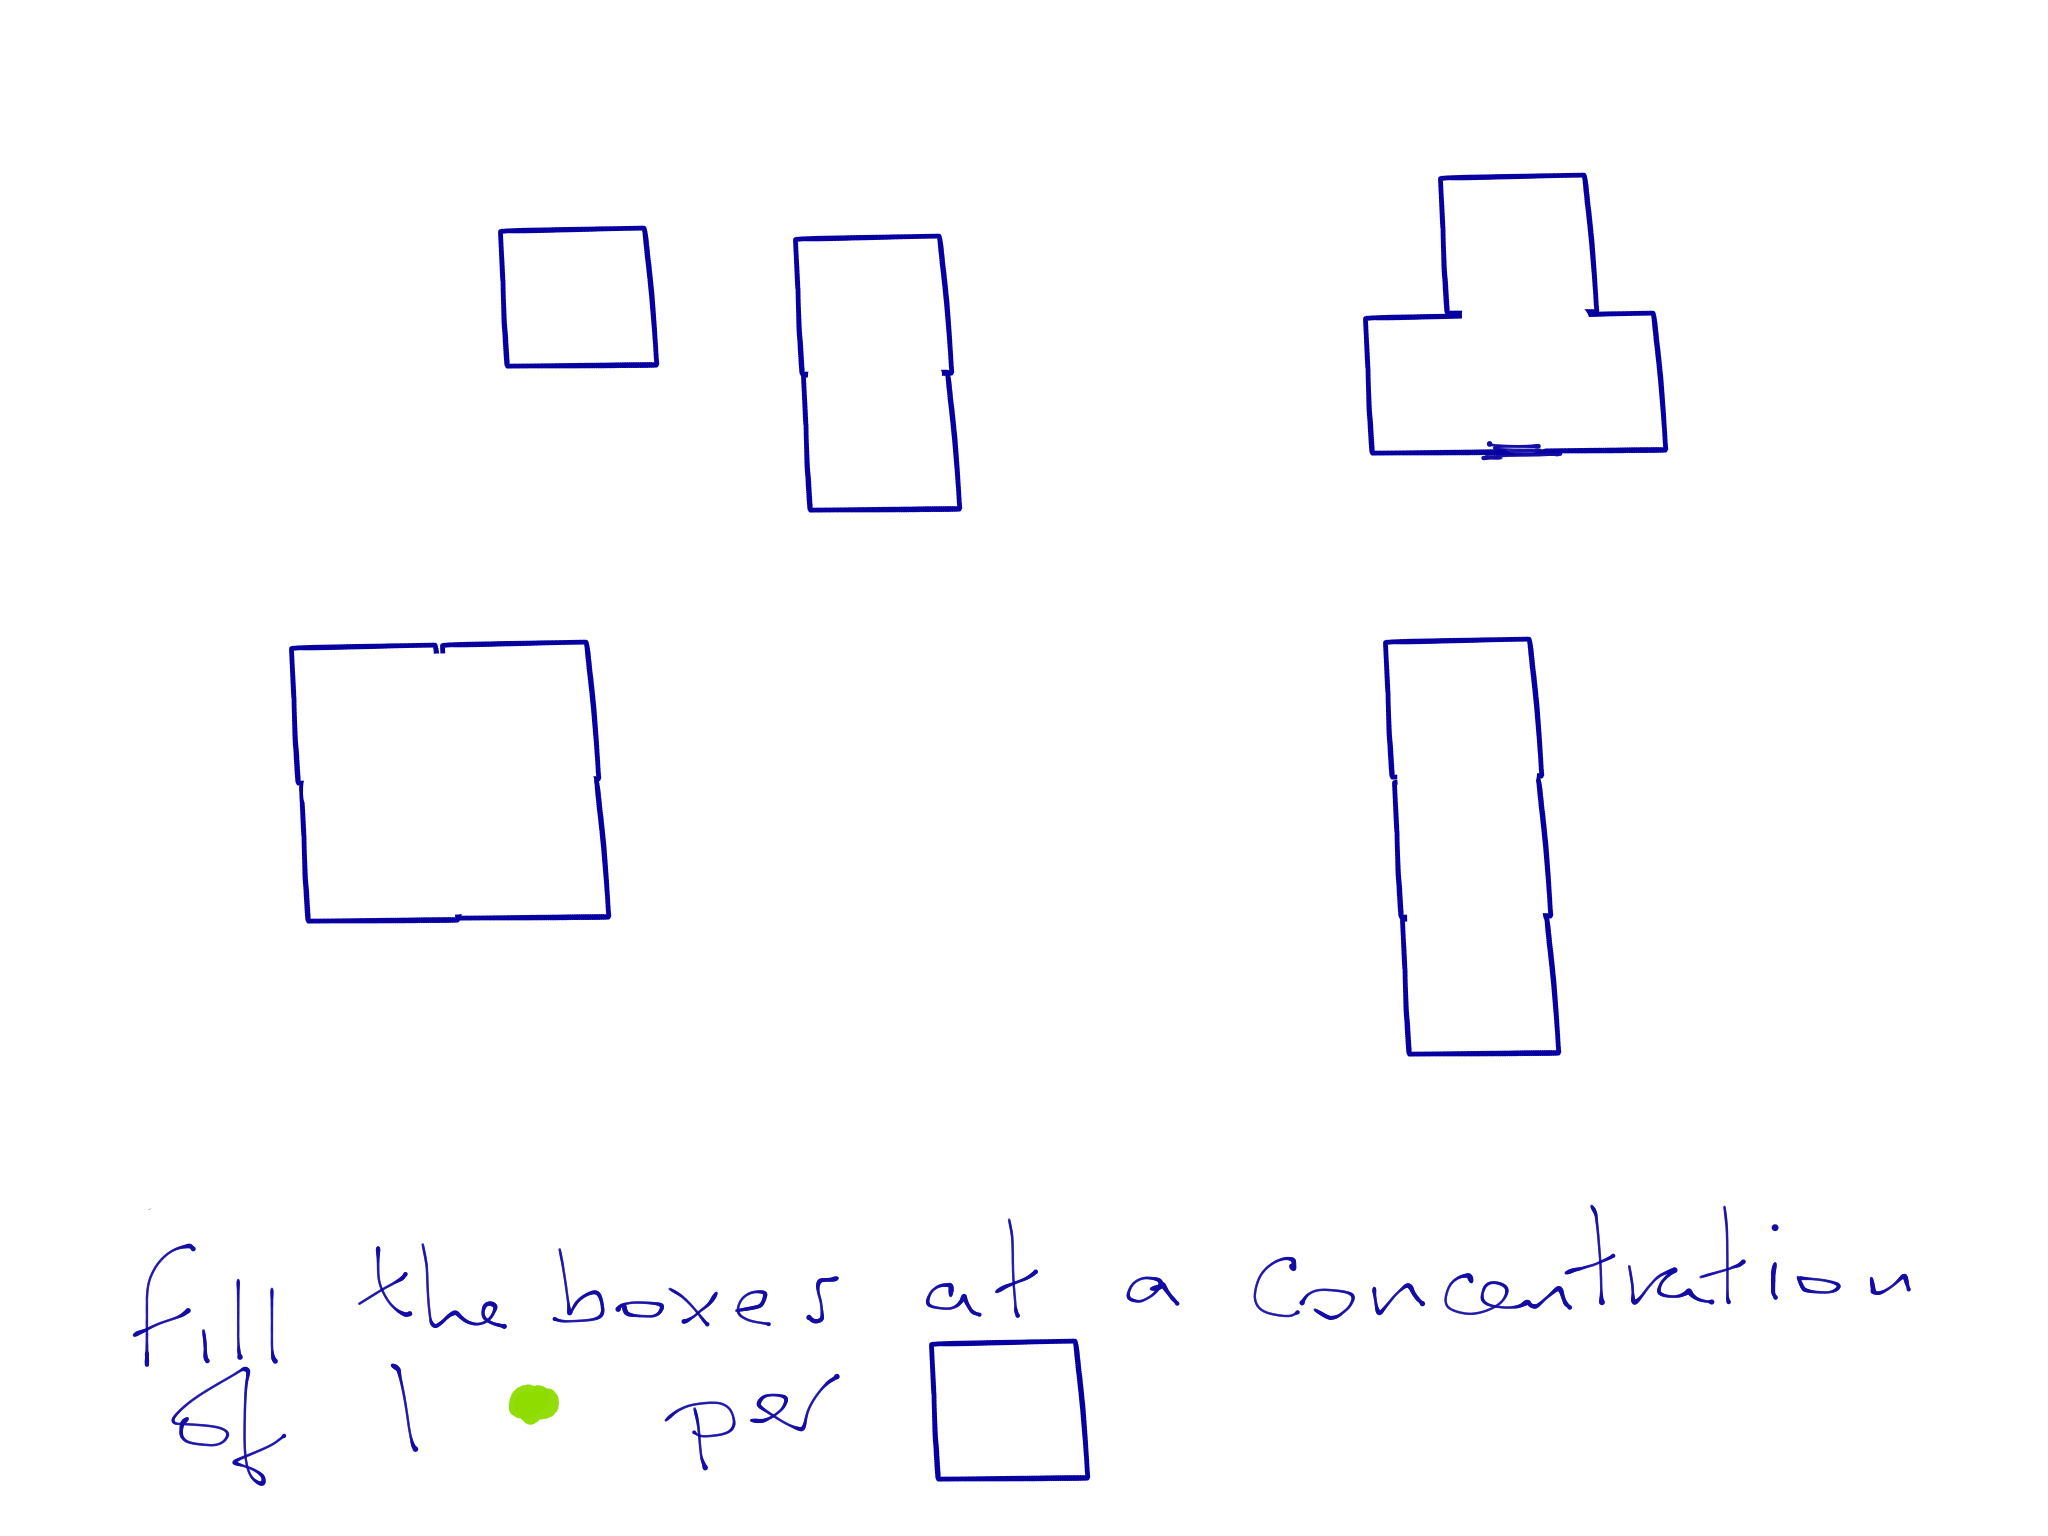 fill the boxes at a concentration
of 1 per